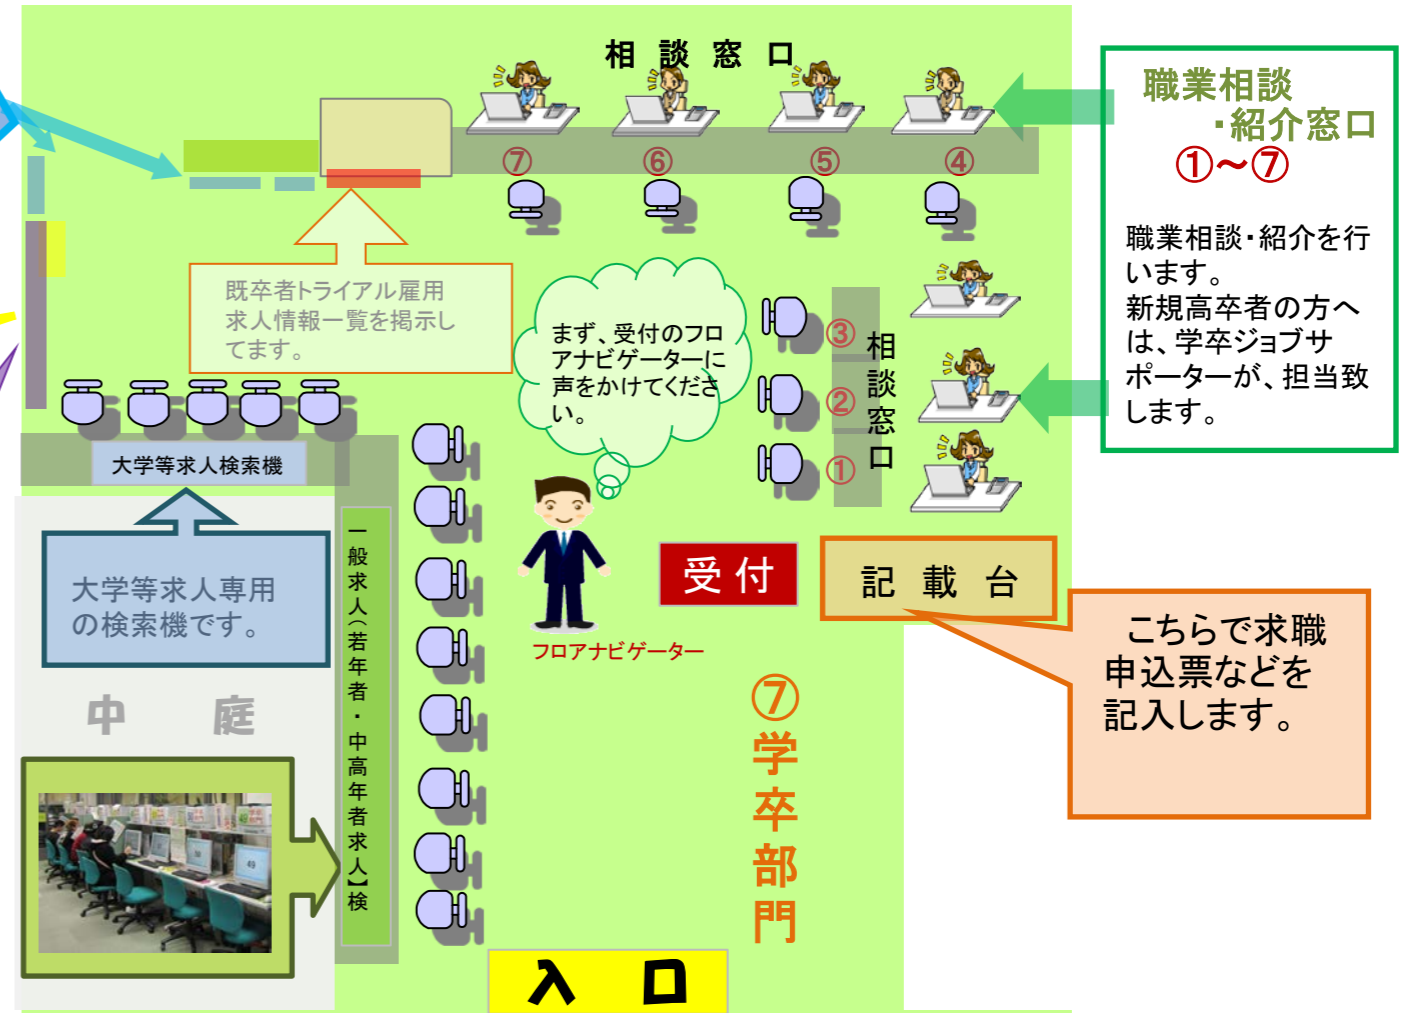 相 談 窓 口
職業相談
・紹介窓口
①~⑦
職業相談・紹介を行
います。
新規高卒者の方へ
は、学卒ジョブサ
ポーターが、担当致
します。
⑦
⑥
⑤
④
既卒者トライアル雇用
求人情報一覧を掲示し
てます。
まず、受付のフロ
アナビゲーターに
声をかけてくださ
い。
③
②
①
相談窓口
大学等求人検索機
大学等求人専用
の検索機です。
一般求人(若年者・中高年者求人】検
受 付
記 載 台
フロアナビゲーター
こちらで求職
申込票などを
記入します。
中 庭
⑦学卒部門
入 口